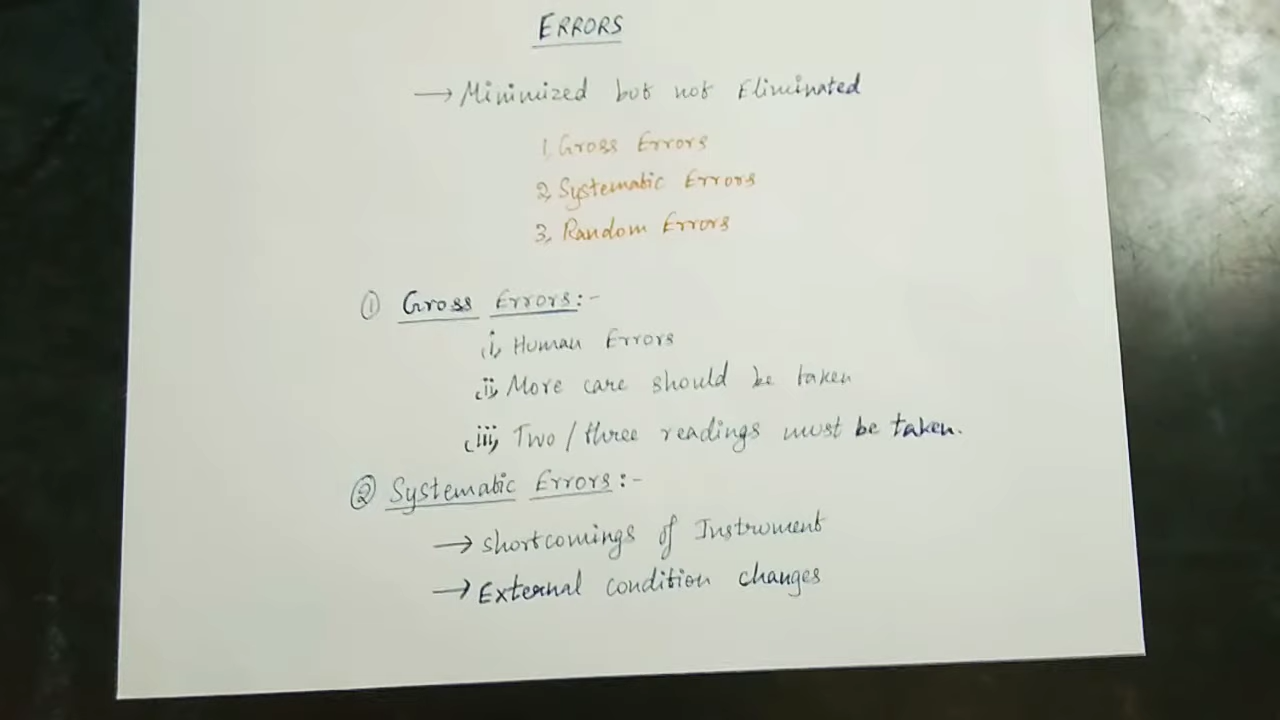 ERRORS
→ Minimized but not Eliminated
1, Gross Errors
2, Systematic Errors
3, Random Errors
① Gross Errors:-
(i, Human Errors
(ii, More care should be taken
(iii, Two / three readings must be taken.
② Systematic Errors:-
→ Shortcomings of Instrument
→ External condition changes